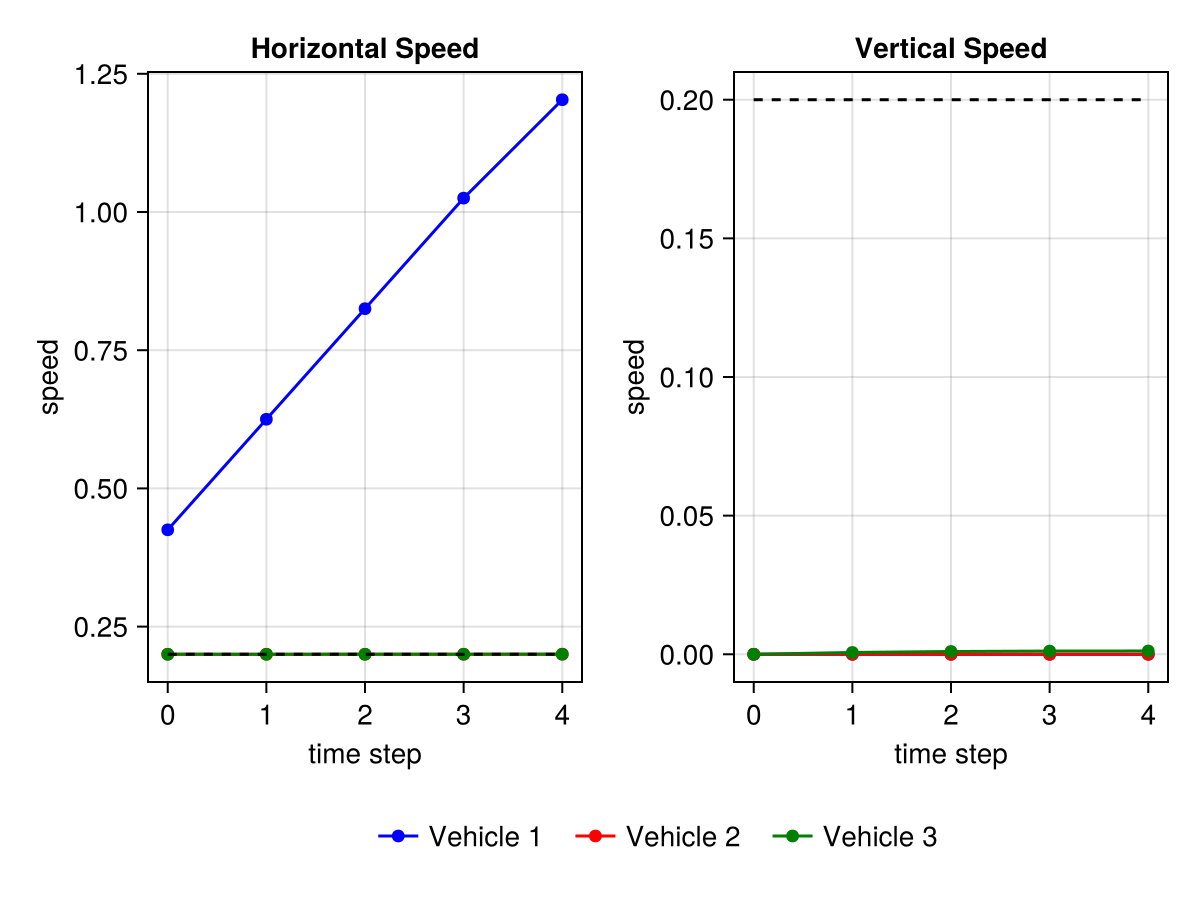 Horizontal Speed
1.25
1.00
0.75
0.50
0.25
speed
0 1 2 3 4
time step
Vertical Speed
0.20
0.15
0.10
0.05
0.00
speed
0 1 2 3 4
time step
Vehicle 1 Vehicle 2 Vehicle 3